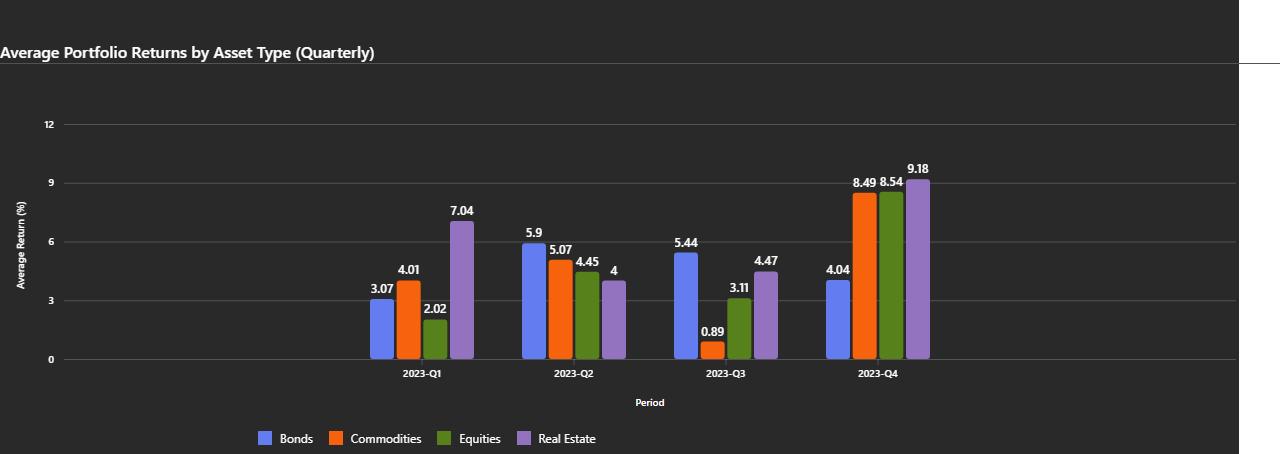 Average Portfolio Returns by Asset Type (Quarterly)
12
9
6
3
0
Average Return (%)
3.07
4.01
2.02
7.04
5.9
5.07
4.45
4
5.44
0.89
3.11
4.47
4.04
8.49
8.54
9.18
2023-Q1
2023-Q2
2023-Q3
2023-Q4
Period
Bonds
Commodities
Equities
Real Estate